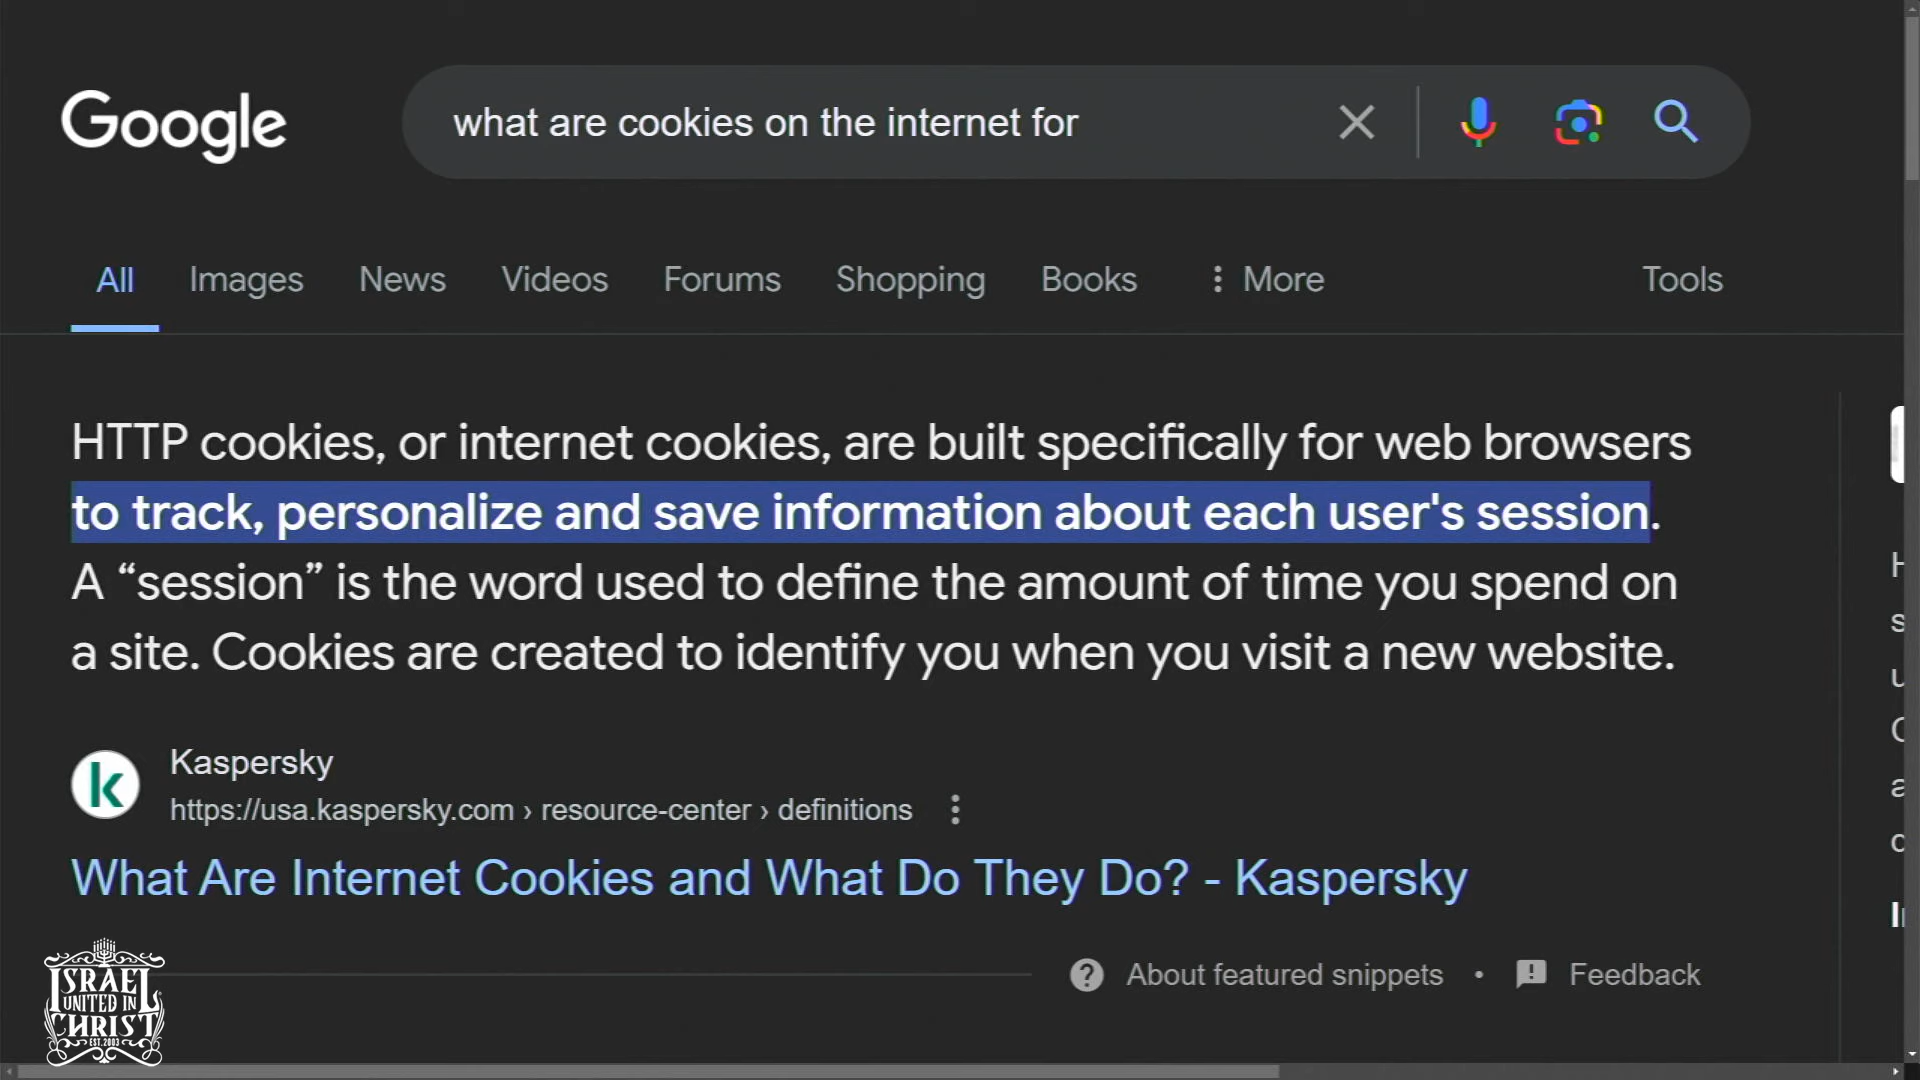 Google
what are cookies on the internet for
All Images News Videos Forums Shopping Books More Tools
HTTP cookies, or internet cookies, are built specifically for web browsers
to track, personalize and save information about each user's session.
A “session” is the word used to define the amount of time you spend on
a site. Cookies are created to identify you when you visit a new website.
Kaspersky
https://usa.kaspersky.com › resource-center › definitions
What Are Internet Cookies and What Do They Do? - Kaspersky
About featured snippets • Feedback
ISRAEL
UNITED IN
CHRIST
EST. 2003